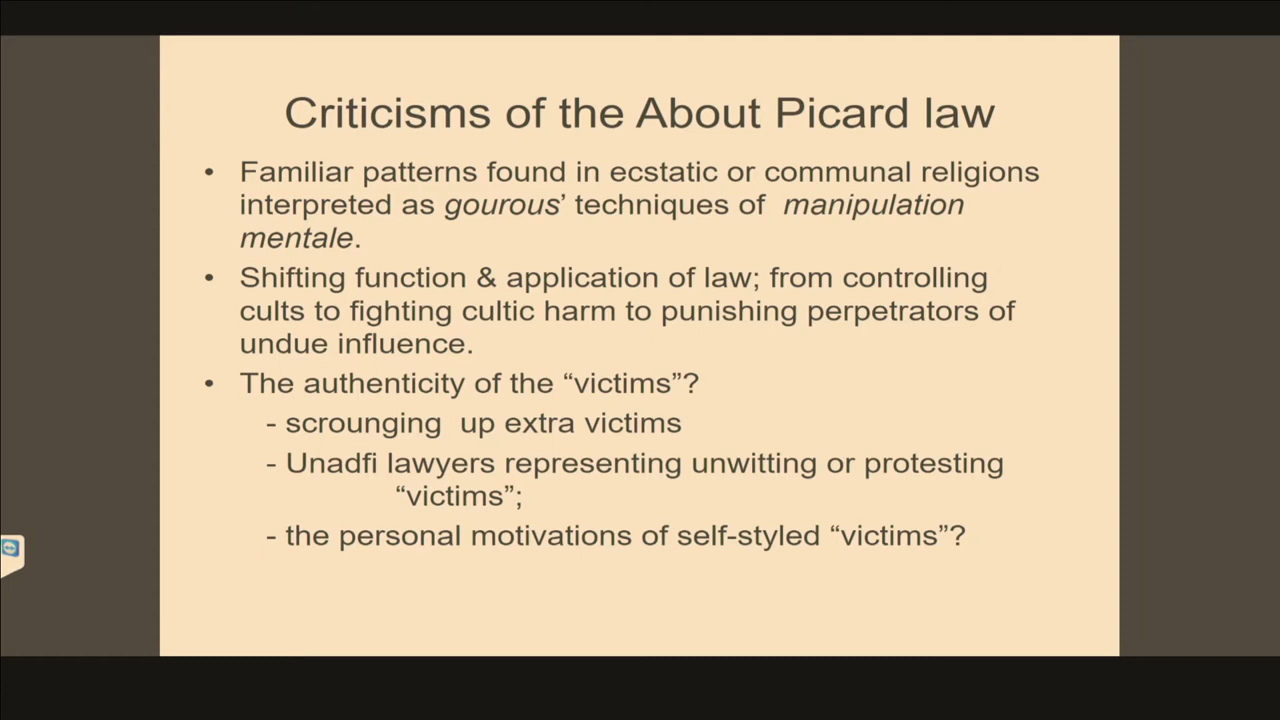 Criticisms of the About Picard law
• Familiar patterns found in ecstatic or communal religions
interpreted as gourous’ techniques of manipulation
mentale.
• Shifting function & application of law; from controlling
cults to fighting cultic harm to punishing perpetrators of
undue influence.
• The authenticity of the “victims”?
- scrounging up extra victims
- Unadfi lawyers representing unwitting or protesting
“victims”;
- the personal motivations of self-styled “victims”?